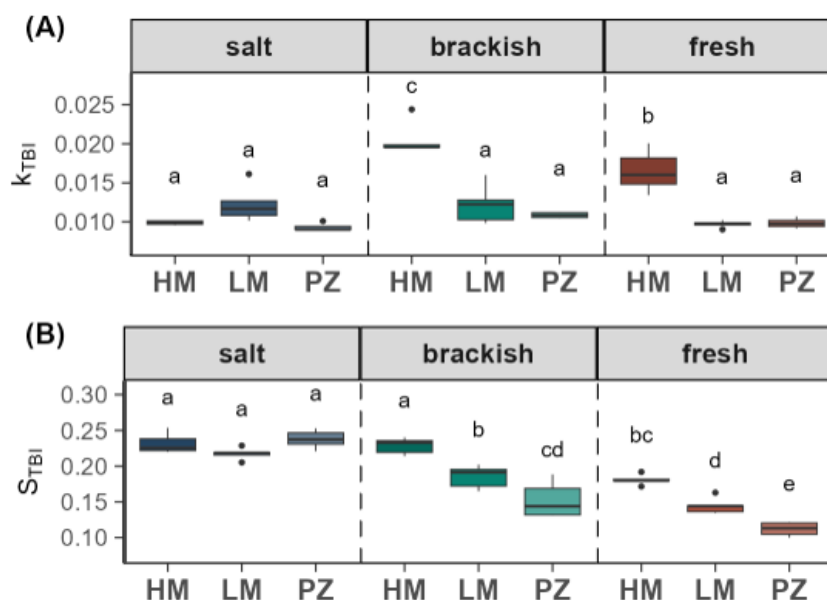 (A)
salt brackish fresh
k_TBI
0.025
0.020
0.015
0.010
a a a c a a b a a
HM LM PZ HM LM PZ HM LM PZ
(B)
salt brackish fresh
S_TBI
0.30
0.25
0.20
0.15
0.10
a a a a b cd bc d e
HM LM PZ HM LM PZ HM LM PZ